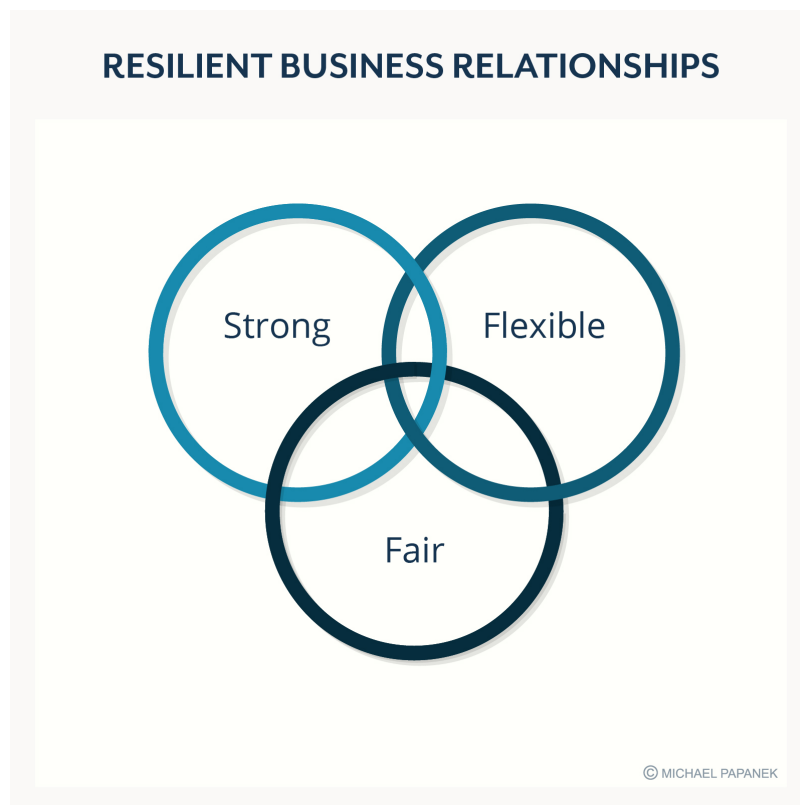 RESILIENT BUSINESS RELATIONSHIPS
Strong
Flexible
Fair
© MICHAEL PAPANEK